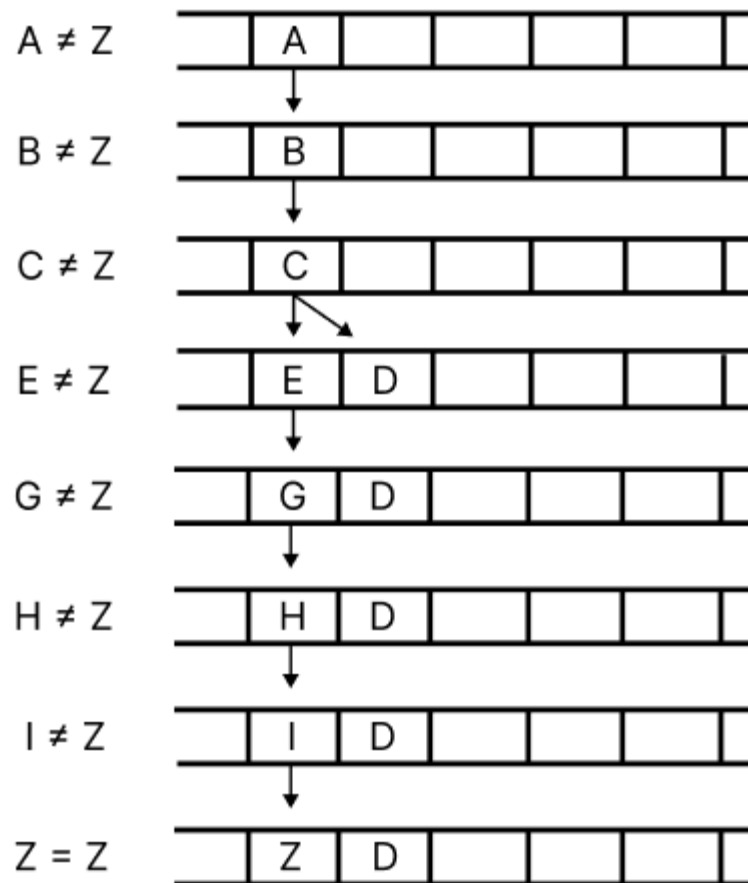 A ≠ Z A
B ≠ Z B
C ≠ Z C
E ≠ Z E D
G ≠ Z G D
H ≠ Z H D
I ≠ Z I D
Z = Z Z D